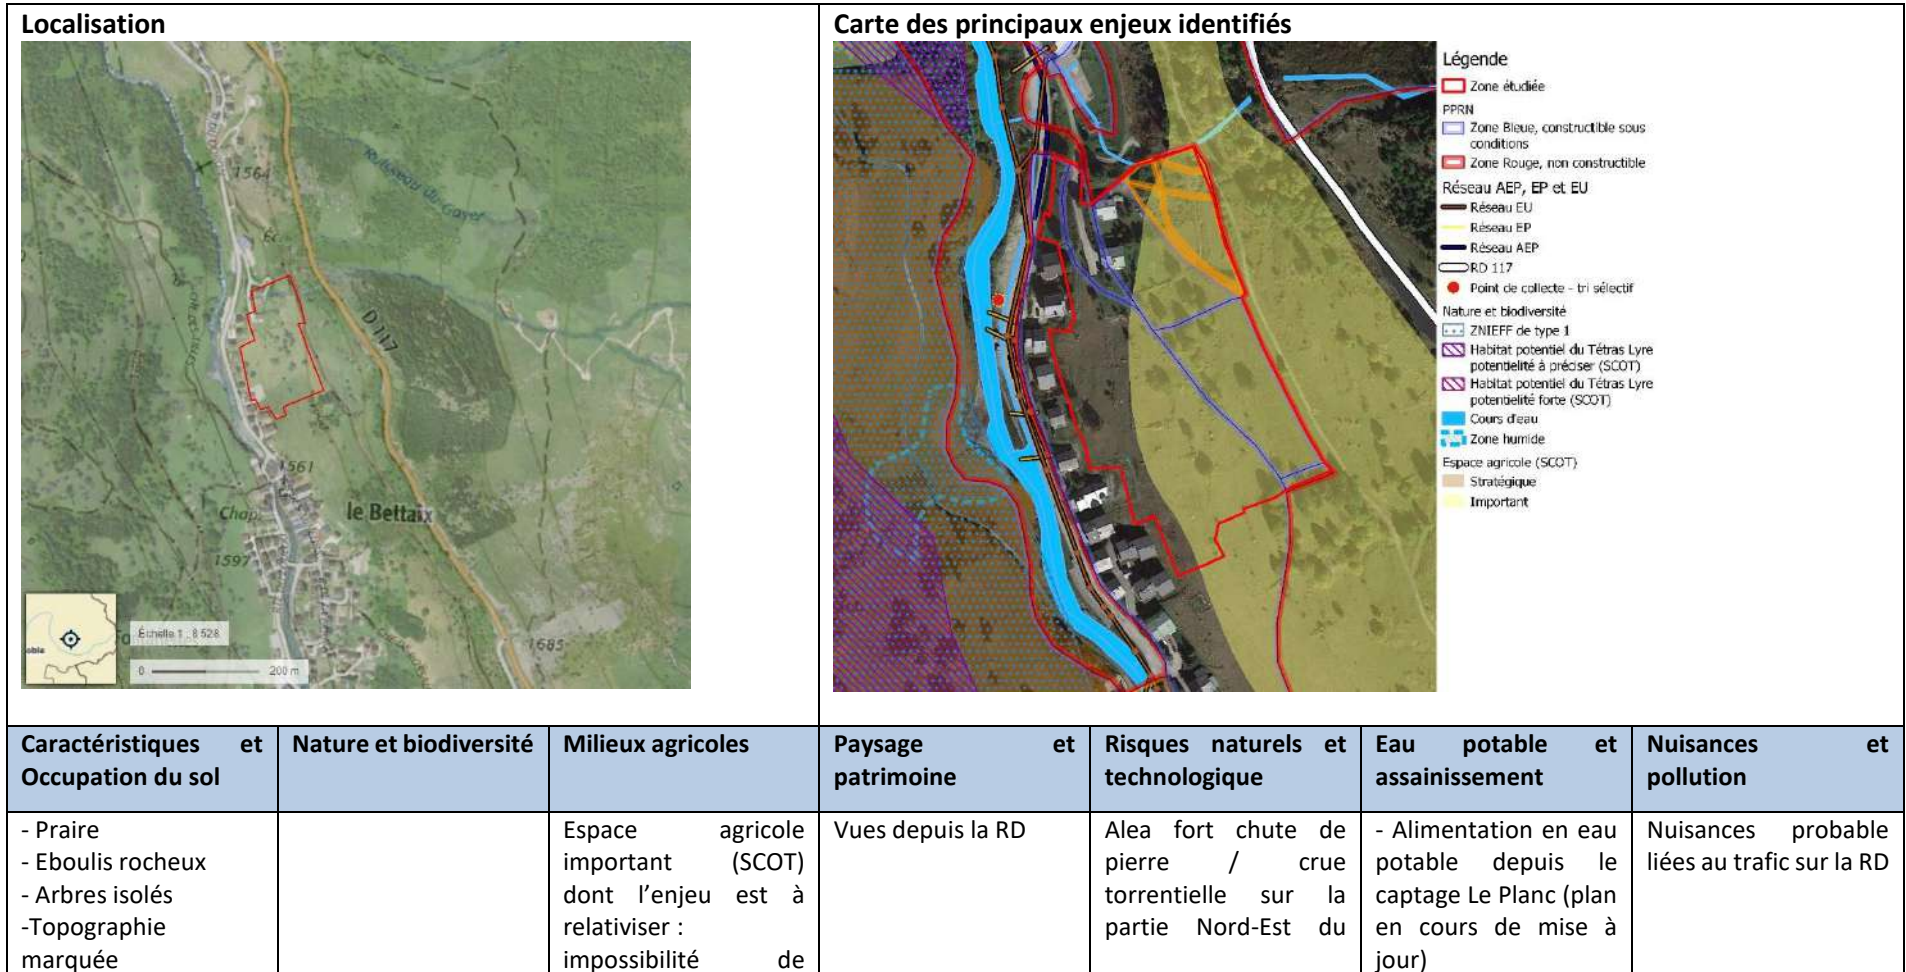 Localisation
1564
Ruisseau du Gayet
D 117
1561
le Bettaix
Chap.
1597
1685
Échelle 1 : 8 528
0 200 m
Carte des principaux enjeux identifiés
Légende
Zone étudiée
PPRN
Zone Bleue, constructible sous
conditions
Zone Rouge, non constructible
Réseau AEP, EP et EU
Réseau EU
Réseau EP
Réseau AEP
RD 117
Point de collecte - tri sélectif
Nature et biodiversité
ZNIEFF de type 1
Habitat potentiel du Tétras Lyre
potentielité à préciser (SCOT)
Habitat potentiel du Tétras Lyre
potentielité forte (SCOT)
Cours d'eau
Zone humide
Espace agricole (SCOT)
Stratégique
Important
Caractéristiques et
Occupation du sol
Nature et biodiversité
Milieux agricoles
Paysage et
patrimoine
Risques naturels et
technologique
Eau potable et
assainissement
Nuisances et
pollution
- Praire
- Eboulis rocheux
- Arbres isolés
-Topographie
marquée
Espace agricole
important (SCOT)
dont l'enjeu est à
relativiser :
impossibilité de
Vues depuis la RD
Alea fort chute de
pierre / crue
torrentielle sur la
partie Nord-Est du
- Alimentation en eau
potable depuis le
captage Le Planc (plan
en cours de mise à
jour)
Nuisances probable
liées au trafic sur la RD